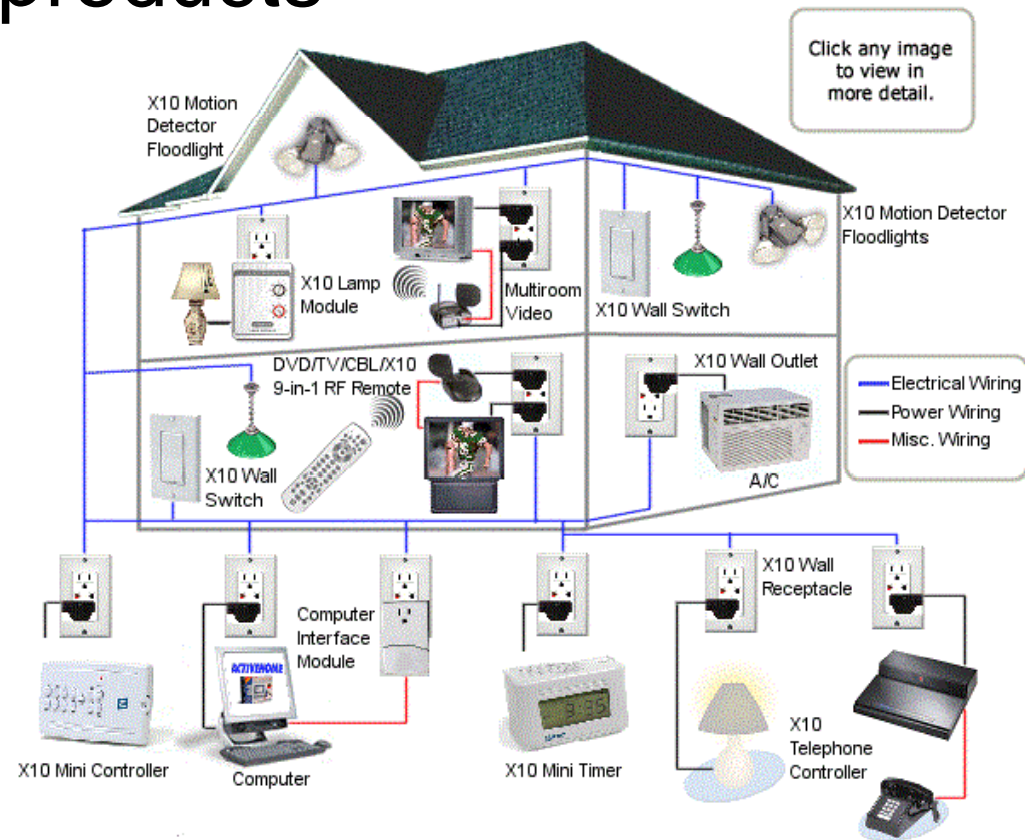 products
Click any image
to view in
more detail.
X10 Motion
Detector
Floodlight
X10 Motion Detector
Floodlights
X10 Lamp
Module
Multiroom
Video
X10 Wall Switch
DVD/TV/CBL/X10
9-in-1 RF Remote
X10 Wall Outlet
Electrical Wiring
Power Wiring
Misc. Wiring
X10 Wall
Switch
A/C
X10 Wall
Receptacle
Computer
Interface
Module
ACTIVEHOME
3:35
X10
Telephone
Controller
X10 Mini Controller
Computer
X10 Mini Timer